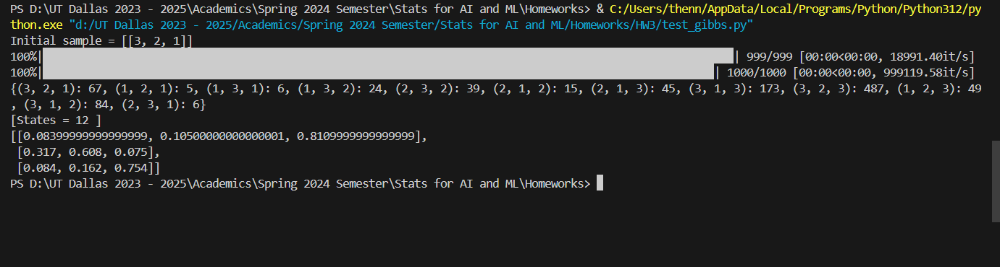 PS D:\UT Dallas 2023 - 2025\Academics\Spring 2024 Semester\Stats for AI and ML\Homeworks> & C:/Users/thenn/AppData/Local/Programs/Python/Python312/py
thon.exe "d:/UT Dallas 2023 - 2025/Academics/Spring 2024 Semester/Stats for AI and ML/Homeworks/HW3/test_gibbs.py"
Initial sample = [[3, 2, 1]]
100%| | 999/999 [00:00<00:00, 18991.40it/s]
100%| | 1000/1000 [00:00<00:00, 999119.58it/s]
{(3, 2, 1): 67, (1, 2, 1): 5, (1, 3, 1): 6, (1, 3, 2): 24, (2, 3, 2): 39, (2, 1, 2): 15, (2, 1, 3): 45, (3, 1, 3): 173, (3, 2, 3): 487, (1, 2, 3): 49
, (3, 1, 2): 84, (2, 3, 1): 6}
[States = 12 ]
[[0.08399999999999999, 0.10500000000000001, 0.8109999999999999],
 [0.317, 0.608, 0.075],
 [0.084, 0.162, 0.754]]
PS D:\UT Dallas 2023 - 2025\Academics\Spring 2024 Semester\Stats for AI and ML\Homeworks>